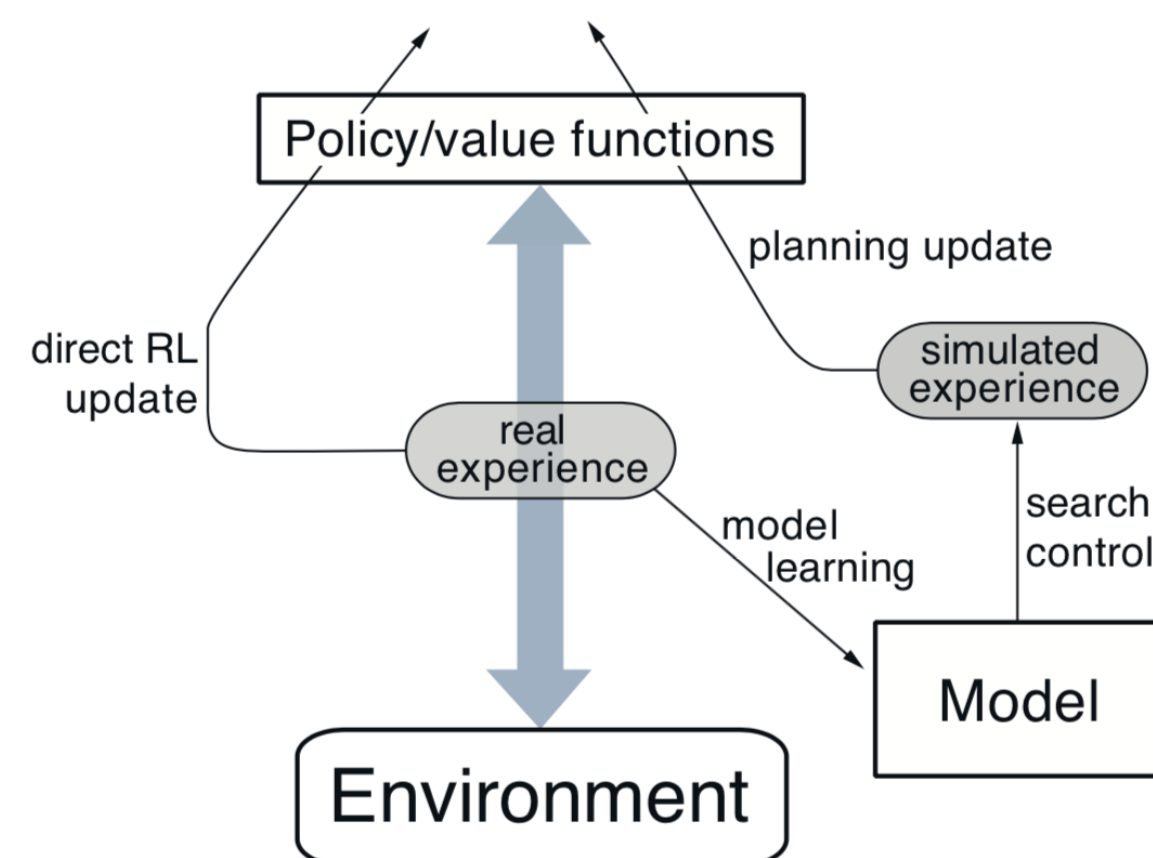 Policy/value functions
planning update
direct RL
update
simulated
experience
real
experience
search
control
model
learning
Model
Environment